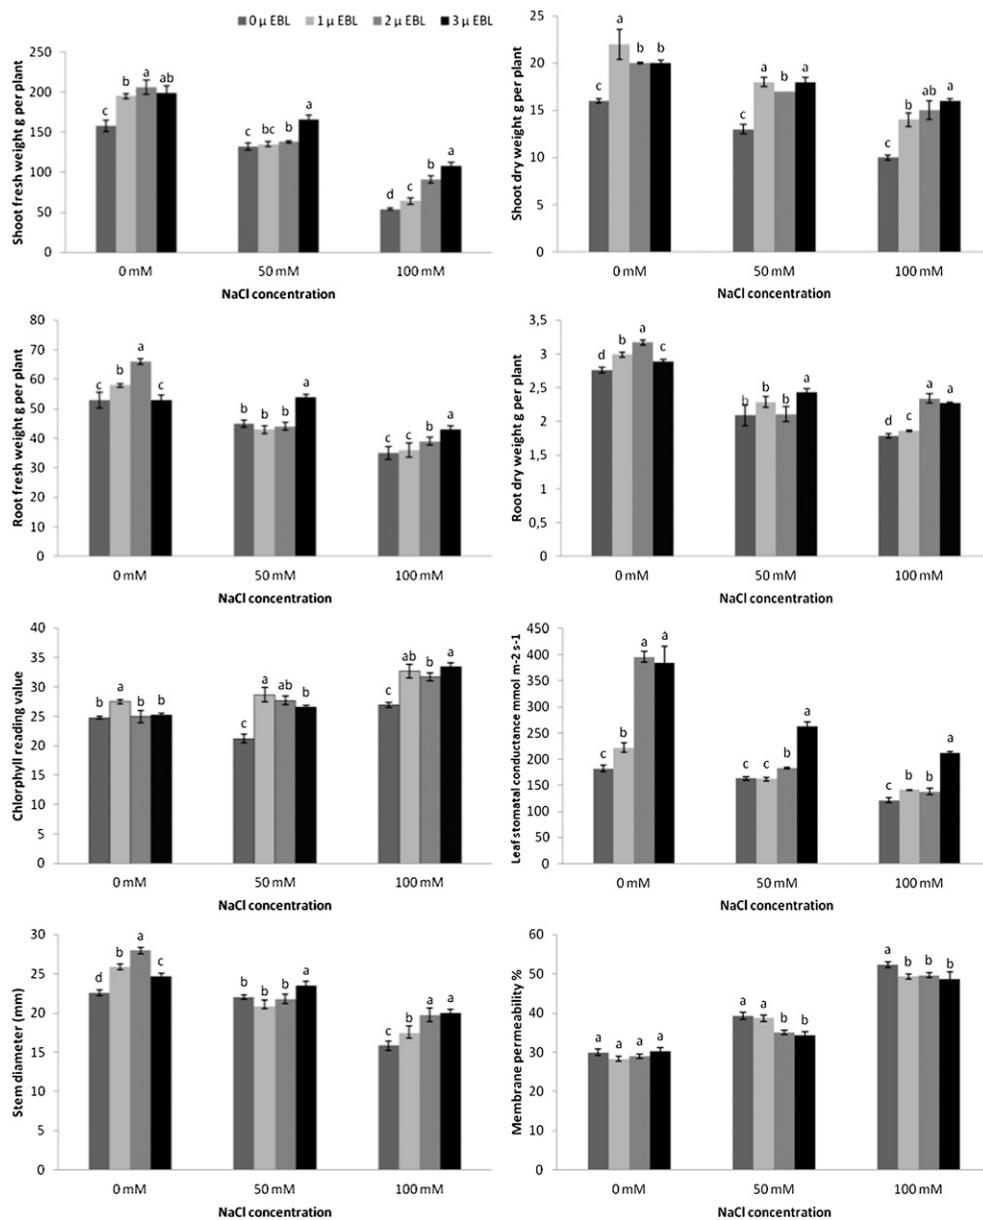 0 µ EBL 1 µ EBL 2 µ EBL 3 µ EBL
Shoot fresh weight g per plant
250
200
150
100
50
0
c b a ab
c bc b a
d c b a
0 mM 50 mM 100 mM
NaCl concentration
Shoot dry weight g per plant
25
20
15
10
5
0
c a b b
c a b a
c b ab a
0 mM 50 mM 100 mM
NaCl concentration
Root fresh weight g per plant
80
70
60
50
40
30
20
10
0
c b a c
b b b a
c c b a
0 mM 50 mM 100 mM
NaCl concentration
Root dry weight g per plant
3,5
3
2,5
2
1,5
1
0,5
0
d b a c
b b b a
d c a a
0 mM 50 mM 100 mM
NaCl concentration
Chlorphyll reading value
40
35
30
25
20
15
10
5
0
b a b b
c a ab b
c ab b a
0 mM 50 mM 100 mM
NaCl concentration
Leaf stomatal conductance mmol m-2 s-1
450
400
350
300
250
200
150
100
50
0
c b a a
c c b a
c b b a
0 mM 50 mM 100 mM
NaCl concentration
Stem diameter (mm)
30
25
20
15
10
5
0
d b a c
b b b a
c b a a
0 mM 50 mM 100 mM
NaCl concentration
Membrane permeability %
60
50
40
30
20
10
0
a a a a
a a b b
a b b b
0 mM 50 mM 100 mM
NaCl concentration